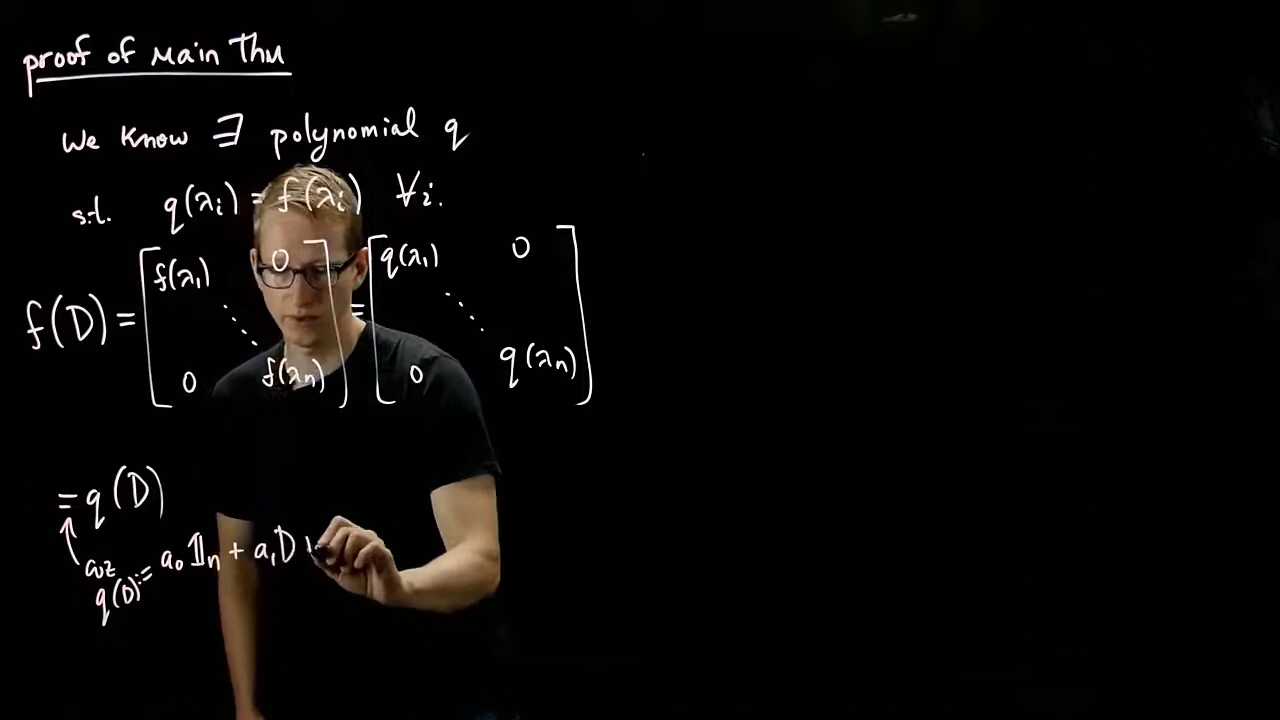 proof of Main Thm
We know ∃ polynomial q
s.t. q(λi) = f(λi) ∀i.
f(D) = [f(λ1) 0 ⋱ 0 f(λn)] = [q(λ1) 0 ⋱ 0 q(λn)]
= q(D)
cuz
q(D) := a0 𝟙n + a1D